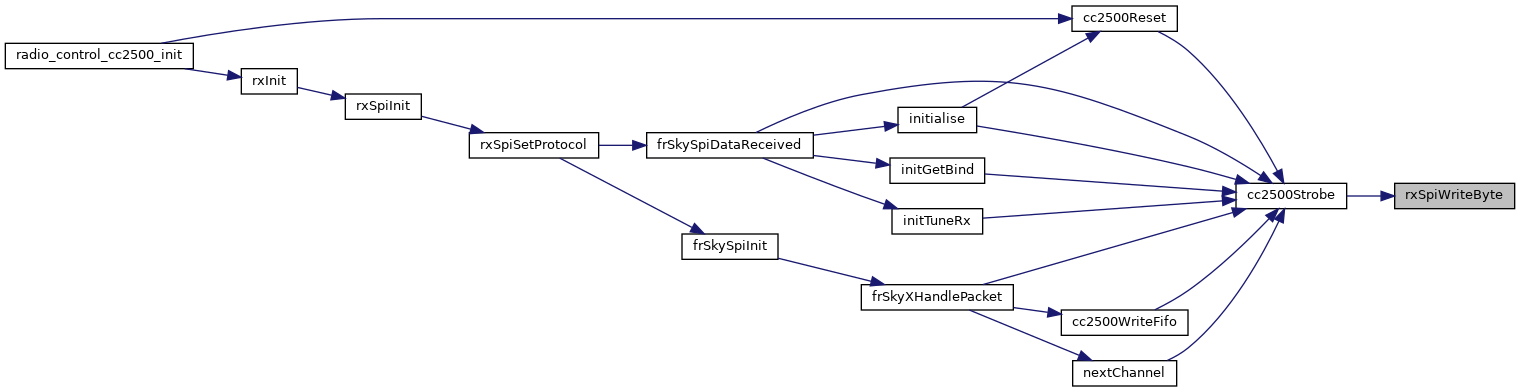 cc2500Reset
radio_control_cc2500_init
rxInit
rxSpiInit
initialise
rxSpiSetProtocol
frSkySpiDataReceived
initGetBind
cc2500Strobe
rxSpiWriteByte
initTuneRx
frSkySpiInit
frSkyXHandlePacket
cc2500WriteFifo
nextChannel